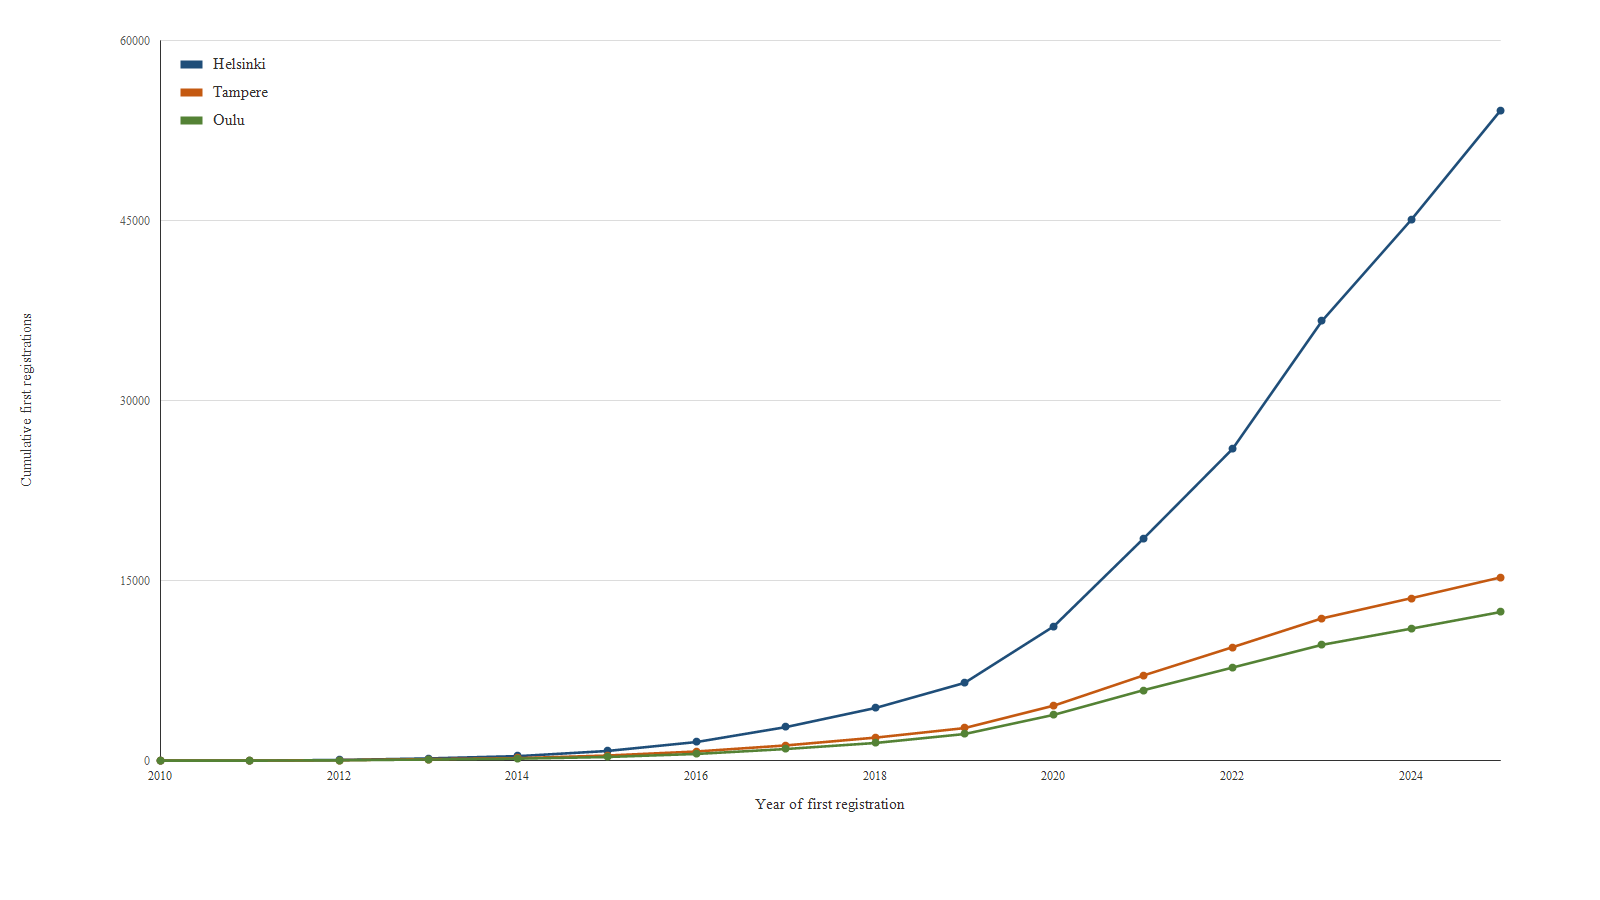 60000
45000
30000
15000
0
Helsinki
Tampere
Oulu
Cumulative first registrations
2010
2012
2014
2016
2018
2020
2022
2024
Year of first registration